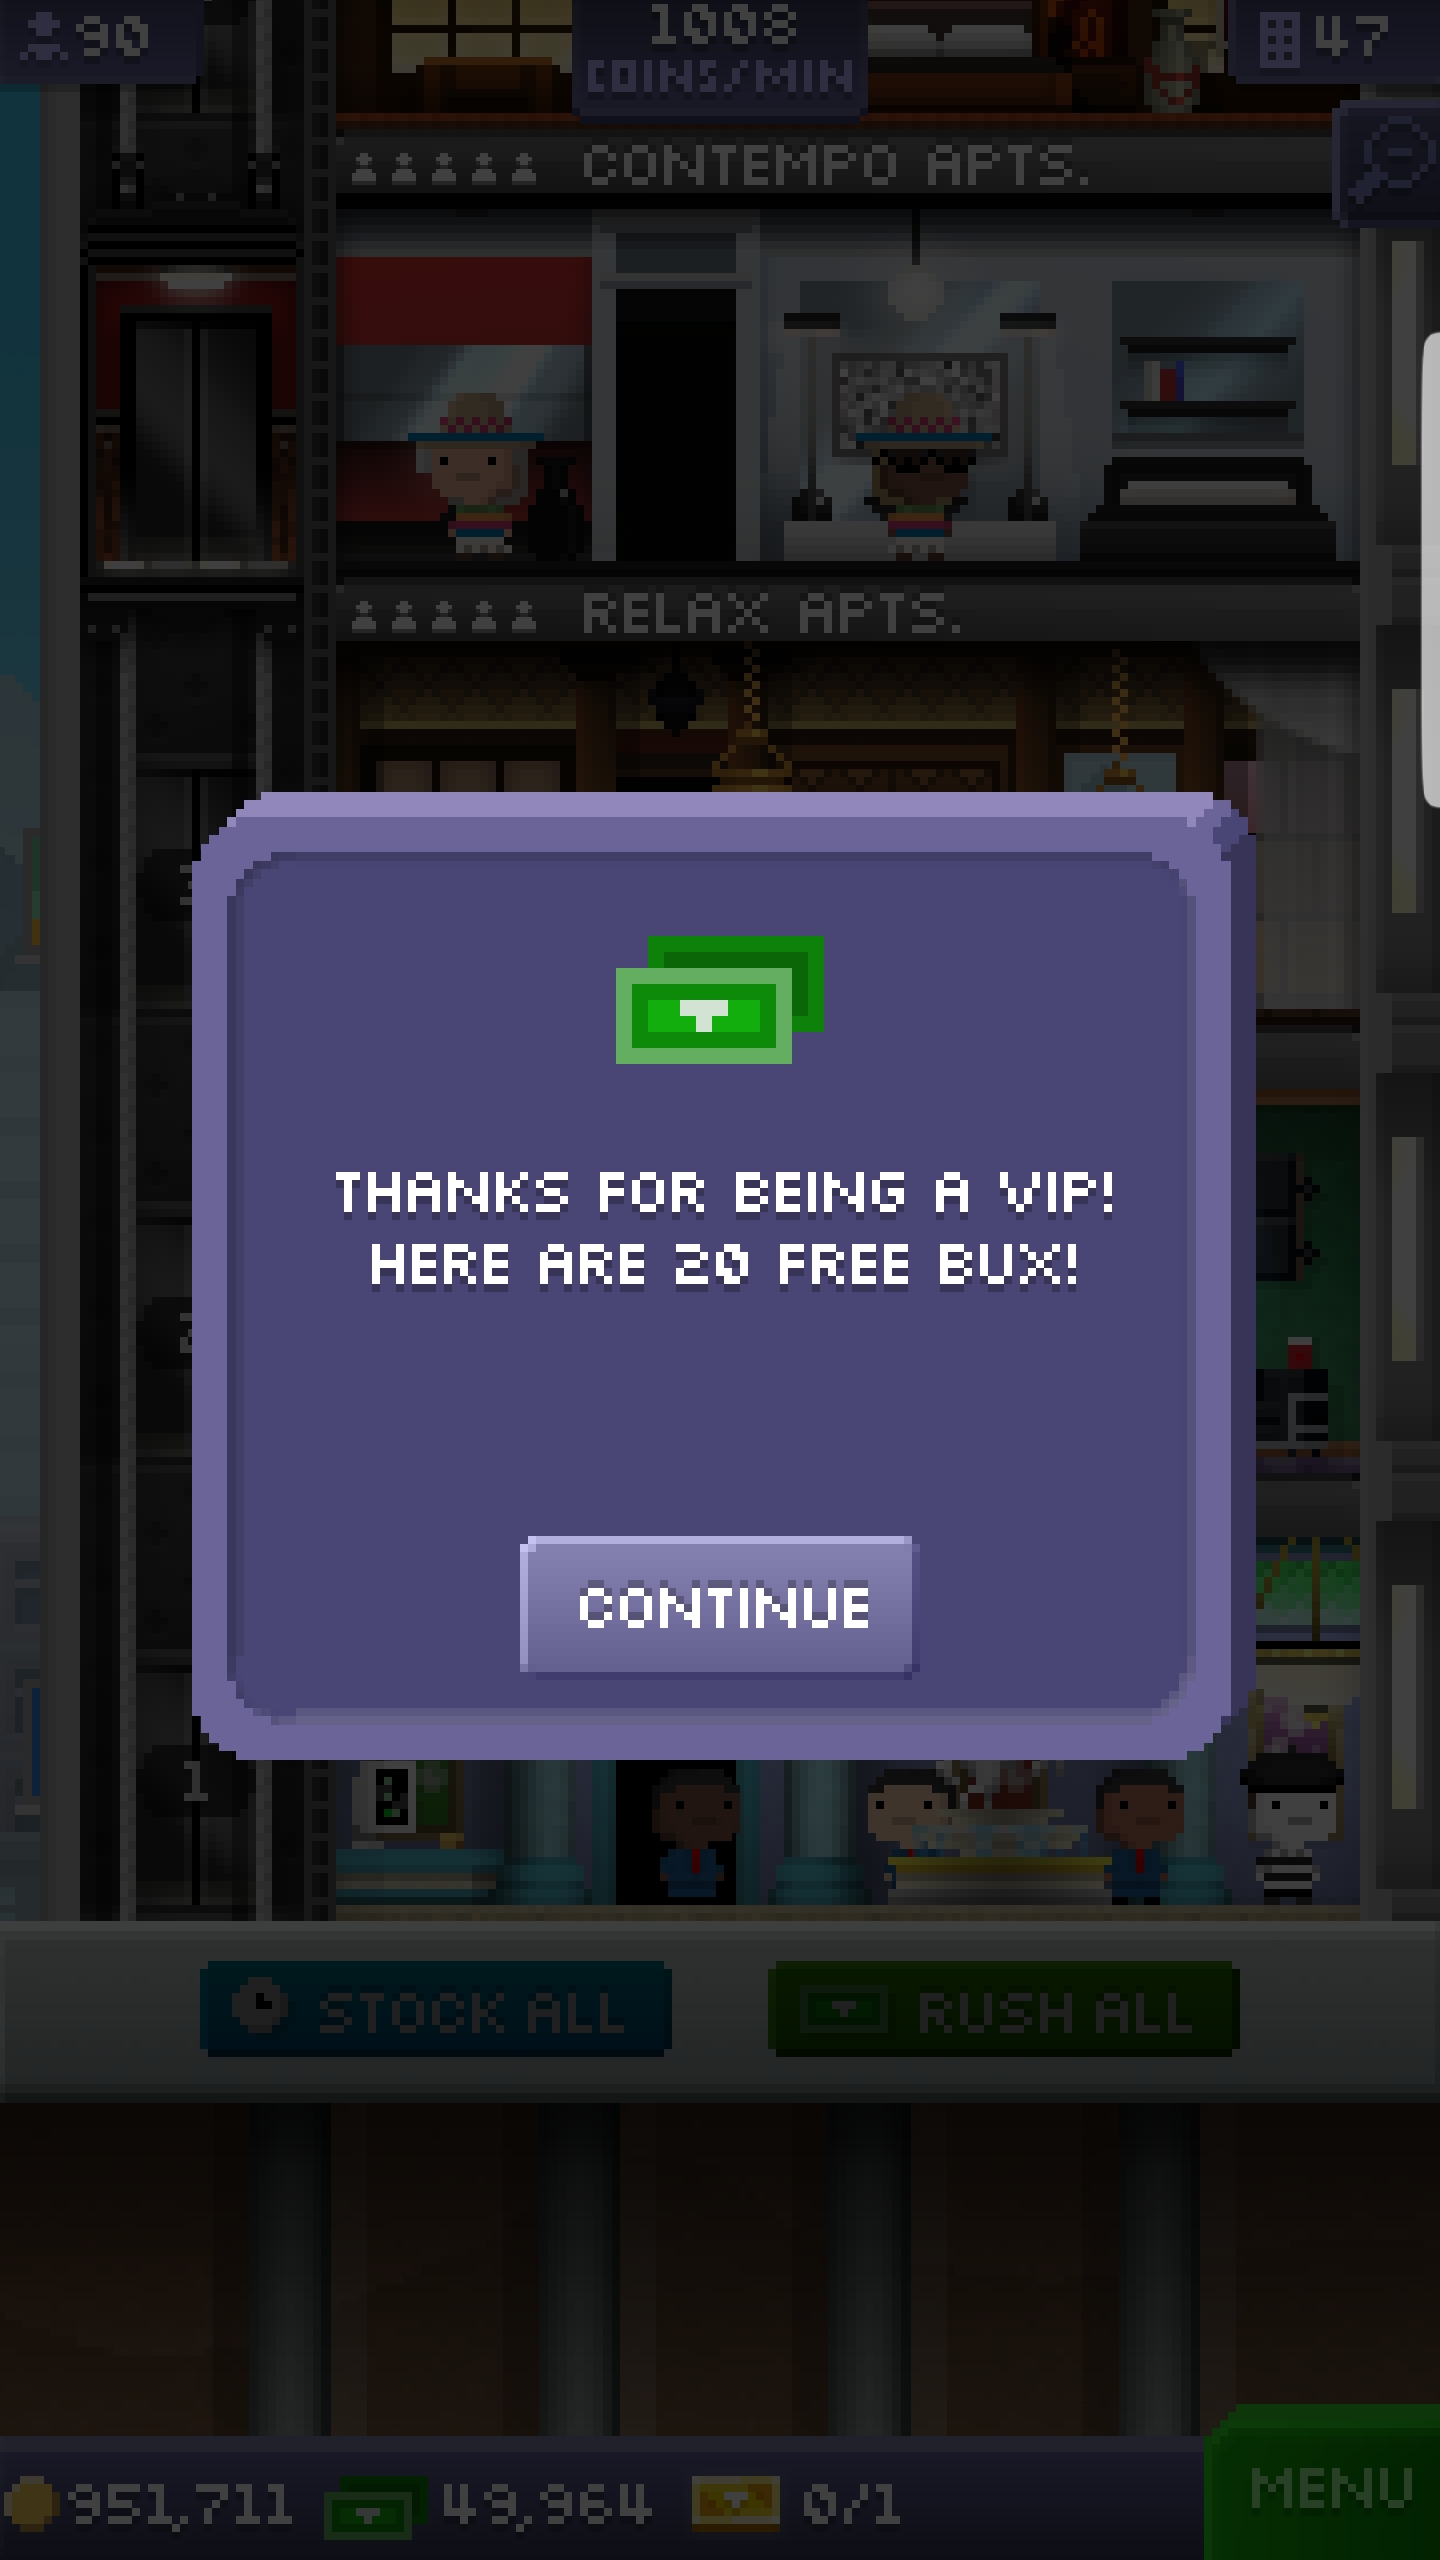 90
1008
COINS/MIN
47
CONTEMPO APTS.
RELAX APTS.
THANKS FOR BEING A VIP!
HERE ARE 20 FREE BUX!
CONTINUE
1
STOCK ALL
RUSH ALL
951,711
49,964
0/1
MENU